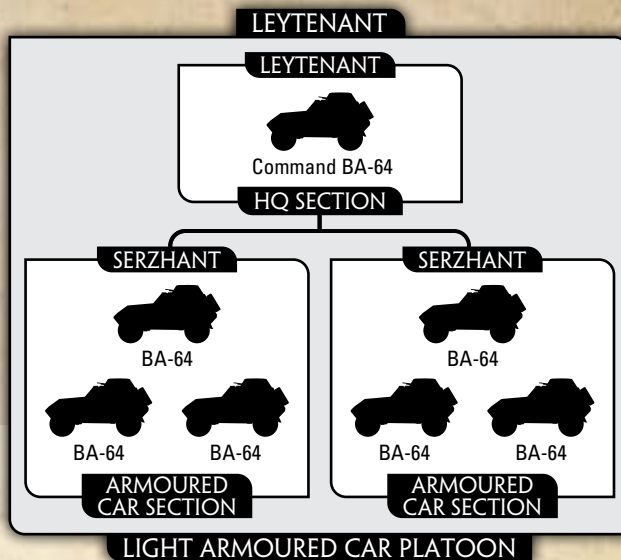 LEYTENANT
LEYTENANT
Command BA-64
HQ SECTION
SERZHANT
BA-64
BA-64 BA-64
ARMOURED
CAR SECTION
SERZHANT
BA-64
BA-64 BA-64
ARMOURED
CAR SECTION
LIGHT ARMOURED CAR PLATOON